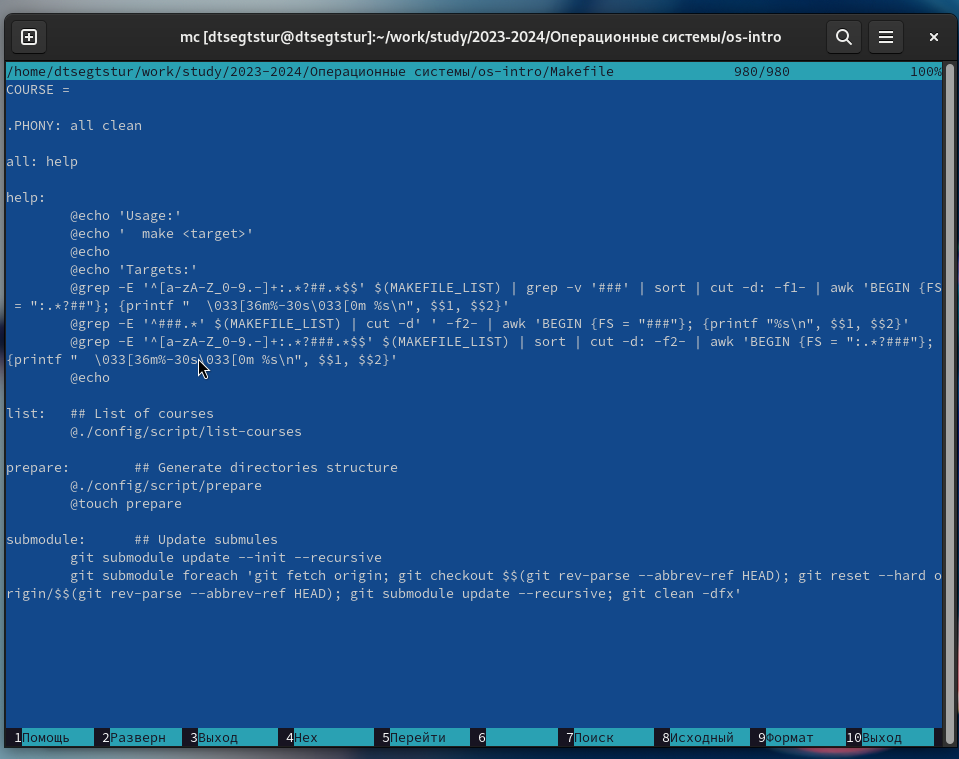 mc [dtsegtstur@dtsegtstur]:~/work/study/2023-2024/Операционные системы/os-intro
/home/dtsegtstur/work/study/2023-2024/Операционные системы/os-intro/Makefile 980/980 100%
COURSE =
.PHONY: all clean
all: help
help:
@echo 'Usage:'
@echo '  make <target>'
@echo
@echo 'Targets:'
@grep -E '^[a-zA-Z_0-9.-]+:.*?##.*$$' $(MAKEFILE_LIST) | grep -v '###' | sort | cut -d: -f1- | awk 'BEGIN {FS
= ":.*?##"}; {printf "  \033[36m%-30s\033[0m %s\n", $$1, $$2}'
@grep -E '^###.*' $(MAKEFILE_LIST) | cut -d' ' -f2- | awk 'BEGIN {FS = "###"}; {printf "%s\n", $$1, $$2}'
@grep -E '^[a-zA-Z_0-9.-]+:.*?###.*$$' $(MAKEFILE_LIST) | sort | cut -d: -f2- | awk 'BEGIN {FS = ":.*?###"};
{printf "  \033[36m%-30s\033[0m %s\n", $$1, $$2}'
@echo
list:   ## List of courses
@./config/script/list-courses
prepare:        ## Generate directories structure
@./config/script/prepare
@touch prepare
submodule:      ## Update submules
git submodule update --init --recursive
git submodule foreach 'git fetch origin; git checkout $$(git rev-parse --abbrev-ref HEAD); git reset --hard o
rigin/$$(git rev-parse --abbrev-ref HEAD); git submodule update --recursive; git clean -dfx'
1Помощь 2Разверн 3Выход 4Hex 5Перейти 6 7Поиск 8Исходный 9Формат 10Выход